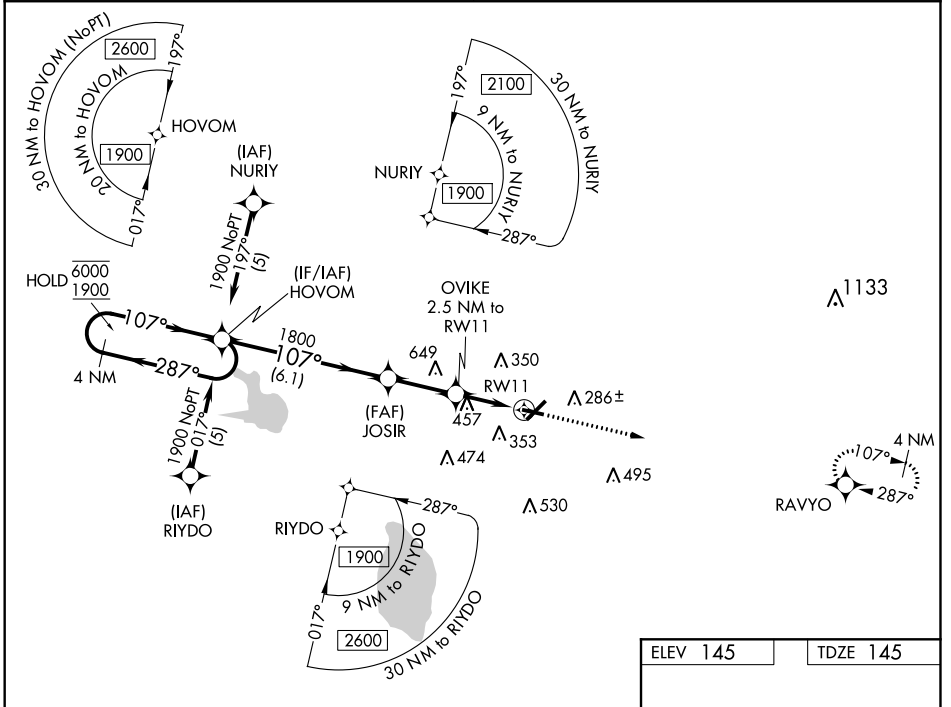 30 NM to HOVOM (NoPT)
2600
197°
20 NM to HOVOM
HOVOM
1900
017°
197°
2100
30 NM to NURIY
9 NM to NURIY
NURIY
1900
287°
(IAF)
NURIY
1900 NoPT
197°
(5)
HOLD 6000
1900
(IF/IAF)
HOVOM
OVIKE
2.5 NM to
RW11
1133
107°
1800
107°
(6.1)
649
350
287°
4 NM
RW11
286±
(FAF)
JOSIR
457
353
1900 NoPT
017°
(5)
474
495
4 NM
107°
287°
RAVYO
(IAF)
RIYDO
530
287°
RIYDO
1900
9 NM to RIYDO
017°
2600
30 NM to RIYDO
ELEV 145
TDZE 145